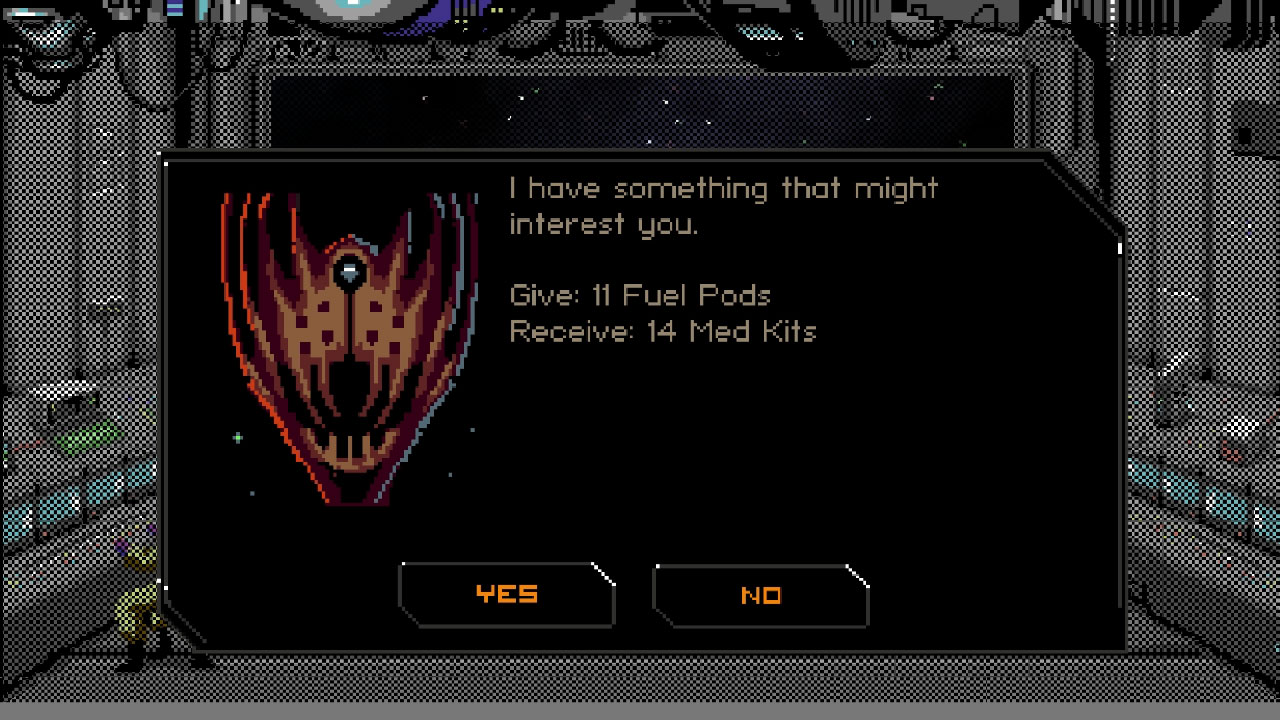 I have something that might
interest you.
Give: 11 Fuel Pods
Receive: 14 Med Kits
YES
NO